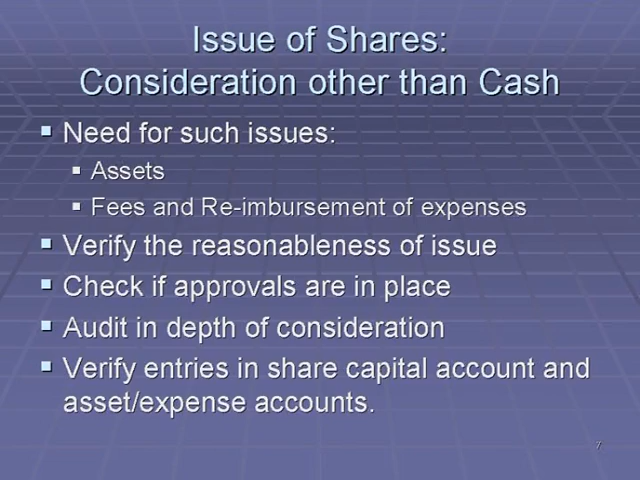 Issue of Shares:
Consideration other than Cash
Need for such issues:
Assets
Fees and Re-imbursement of expenses
Verify the reasonableness of issue
Check if approvals are in place
Audit in depth of consideration
Verify entries in share capital account and
asset/expense accounts.
7